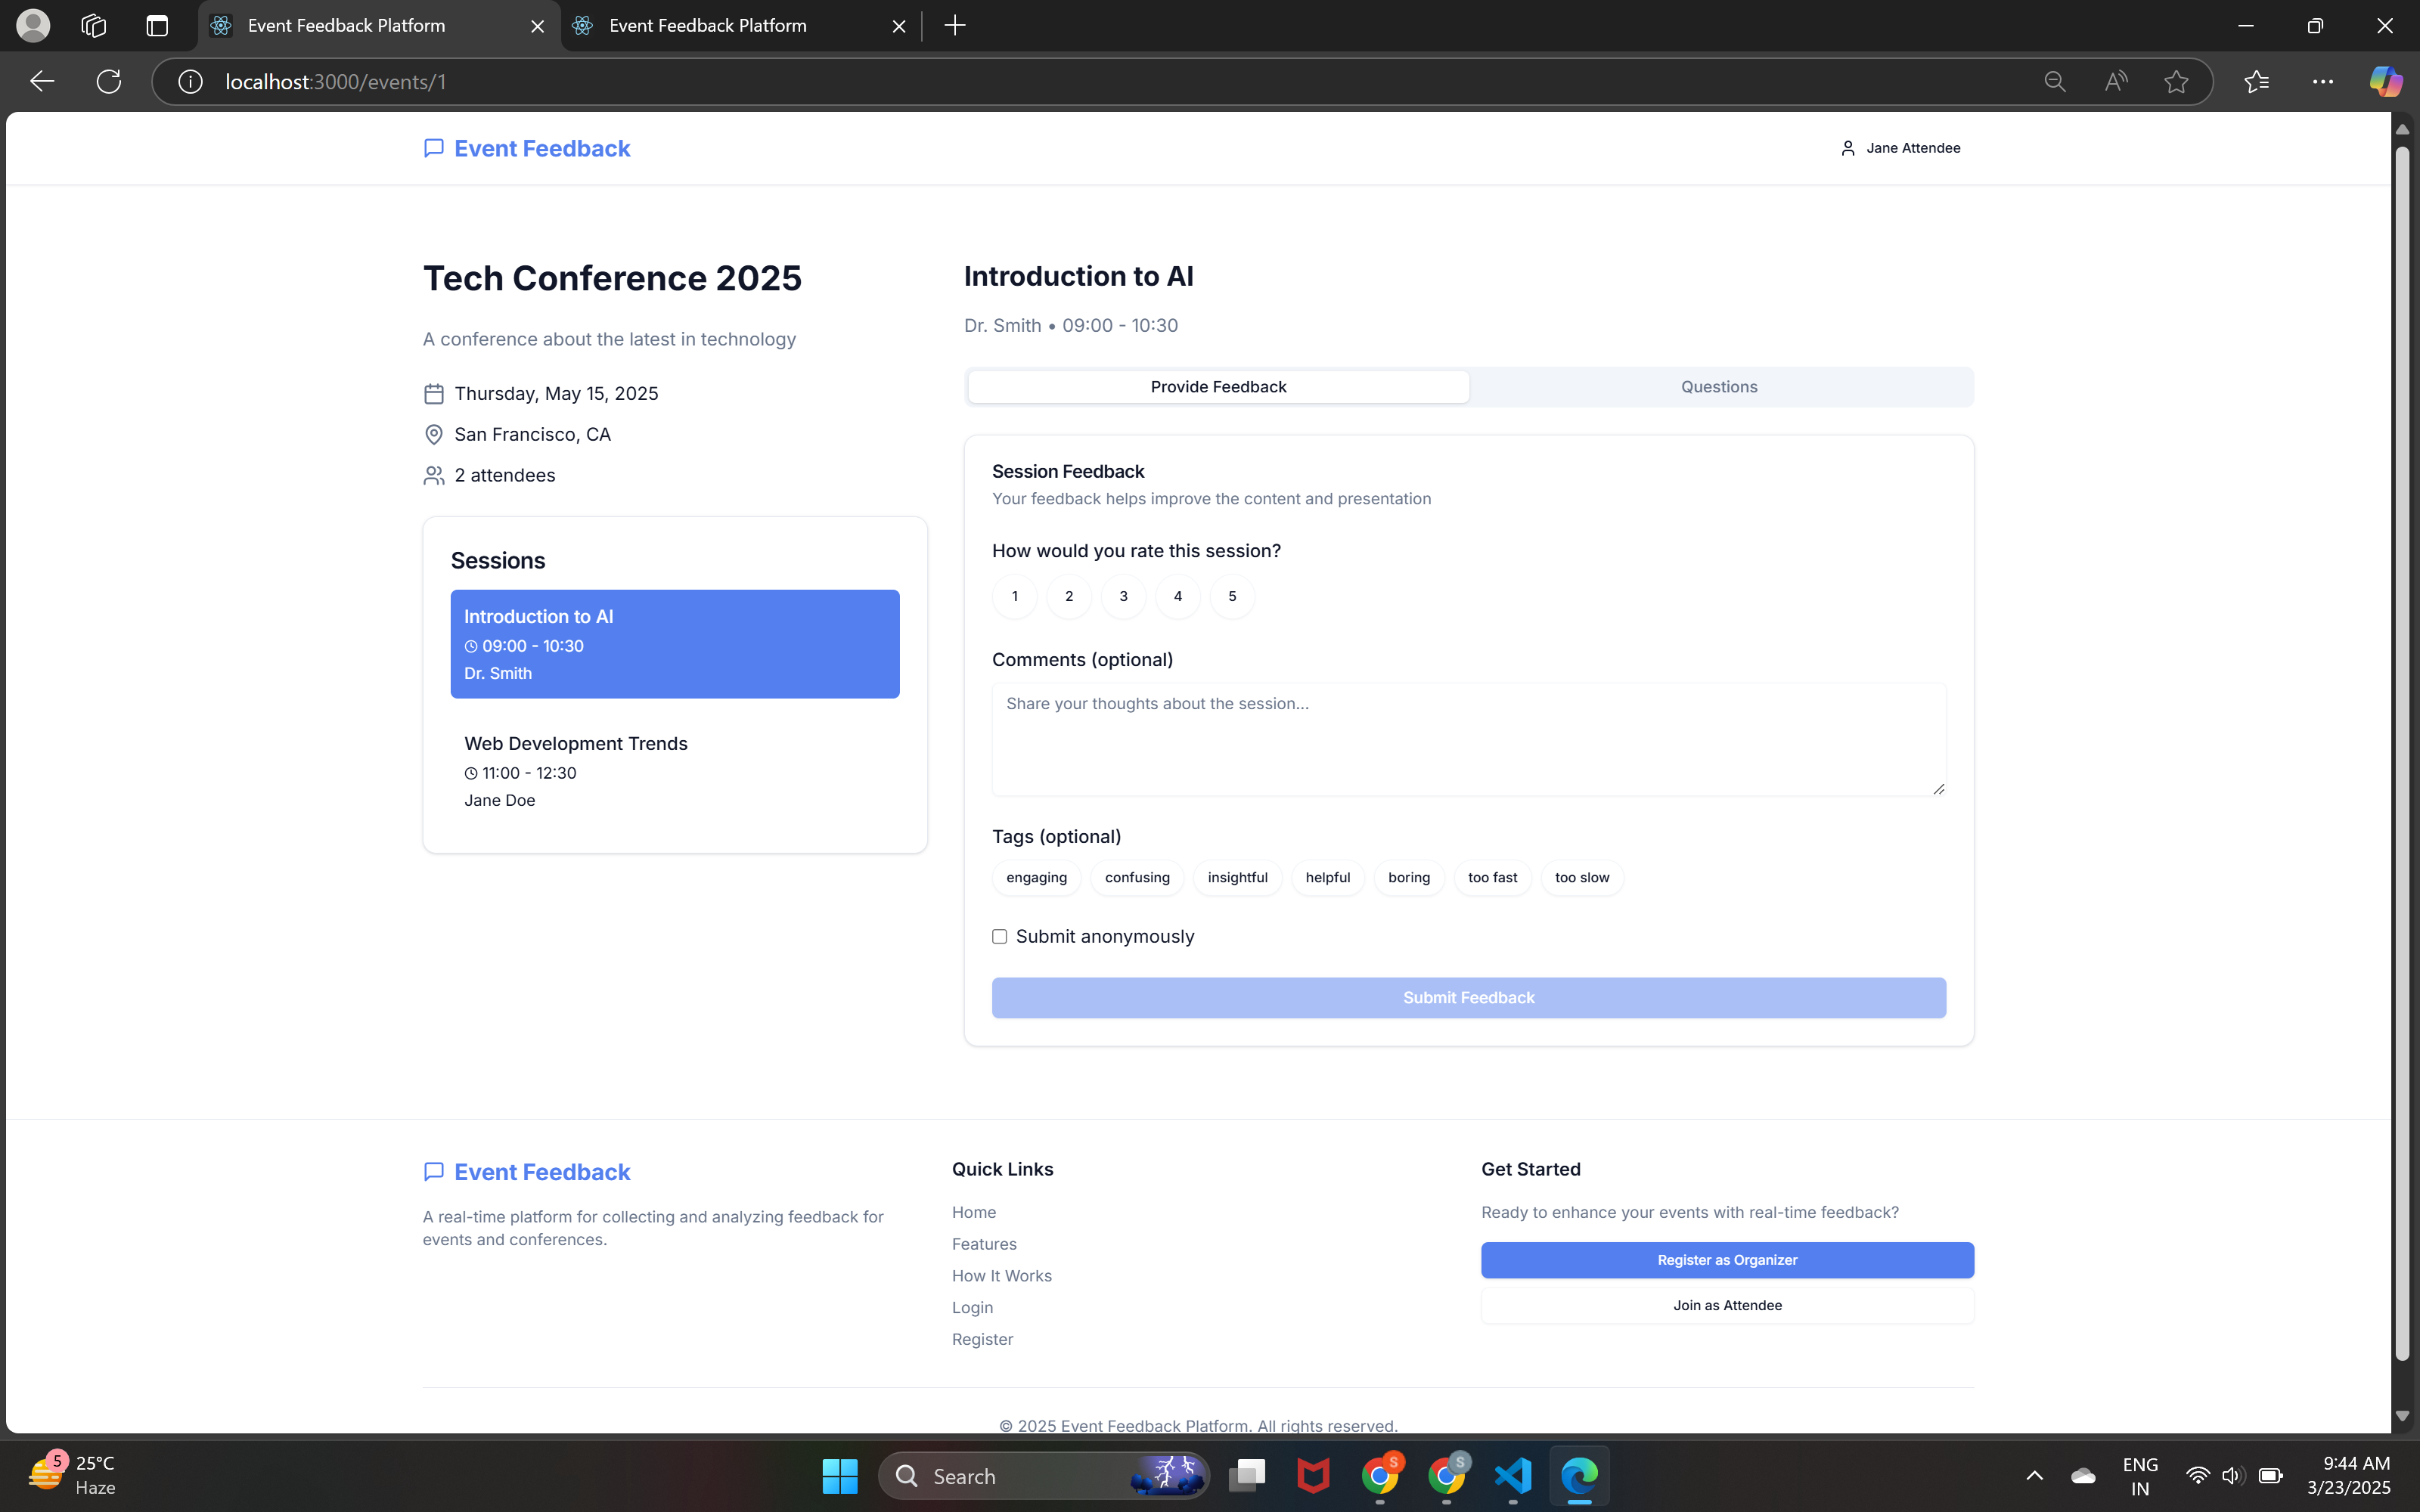 Event Feedback Platform
Event Feedback Platform
localhost:3000/events/1
Event Feedback
Jane Attendee
Tech Conference 2025
A conference about the latest in technology
Thursday, May 15, 2025
San Francisco, CA
2 attendees
Sessions
Introduction to AI
09:00 - 10:30
Dr. Smith
Web Development Trends
11:00 - 12:30
Jane Doe
Introduction to AI
Dr. Smith • 09:00 - 10:30
Provide Feedback
Questions
Session Feedback
Your feedback helps improve the content and presentation
How would you rate this session?
1 2 3 4 5
Comments (optional)
Share your thoughts about the session...
Tags (optional)
engaging confusing insightful helpful boring too fast too slow
Submit anonymously
Submit Feedback
Event Feedback
A real-time platform for collecting and analyzing feedback for
events and conferences.
Quick Links
Home
Features
How It Works
Login
Register
Get Started
Ready to enhance your events with real-time feedback?
Register as Organizer
Join as Attendee
© 2025 Event Feedback Platform. All rights reserved.
5
25°C
Haze
Search
S
S
ENG
IN
9:44 AM
3/23/2025